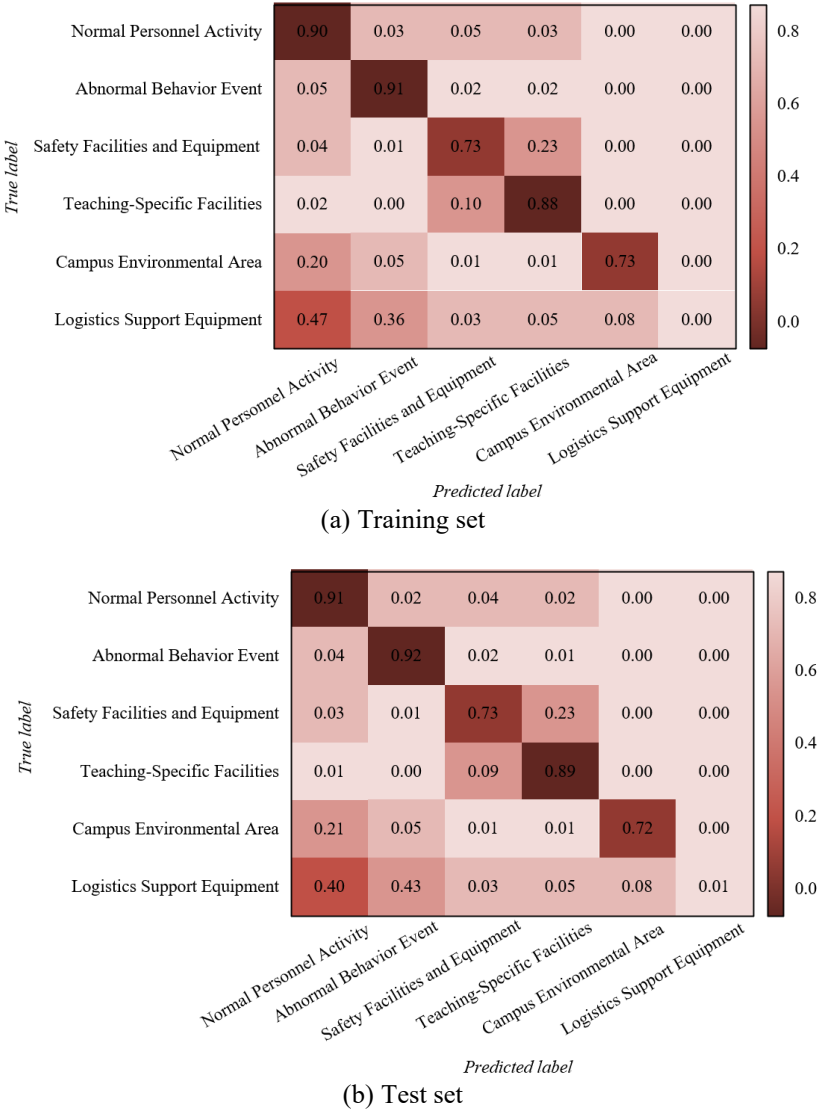 Normal Personnel Activity 0.90 0.03 0.05 0.03 0.00 0.00 0.8
Abnormal Behavior Event 0.05 0.91 0.02 0.02 0.00 0.00
0.6
Safety Facilities and Equipment 0.04 0.01 0.73 0.23 0.00 0.00
True label
0.4
Teaching-Specific Facilities 0.02 0.00 0.10 0.88 0.00 0.00
0.2
Campus Environmental Area 0.20 0.05 0.01 0.01 0.73 0.00
Logistics Support Equipment 0.47 0.36 0.03 0.05 0.08 0.00 0.0
Normal Personnel Activity
Abnormal Behavior Event
Safety Facilities and Equipment
Teaching-Specific Facilities
Campus Environmental Area
Logistics Support Equipment
Predicted label
(a) Training set
Normal Personnel Activity 0.91 0.02 0.04 0.02 0.00 0.00 0.8
Abnormal Behavior Event 0.04 0.92 0.02 0.01 0.00 0.00
0.6
Safety Facilities and Equipment 0.03 0.01 0.73 0.23 0.00 0.00
True label
0.4
Teaching-Specific Facilities 0.01 0.00 0.09 0.89 0.00 0.00
0.2
Campus Environmental Area 0.21 0.05 0.01 0.01 0.72 0.00
Logistics Support Equipment 0.40 0.43 0.03 0.05 0.08 0.01 0.0
Normal Personnel Activity
Abnormal Behavior Event
Safety Facilities and Equipment
Teaching-Specific Facilities
Campus Environmental Area
Logistics Support Equipment
Predicted label
(b) Test set